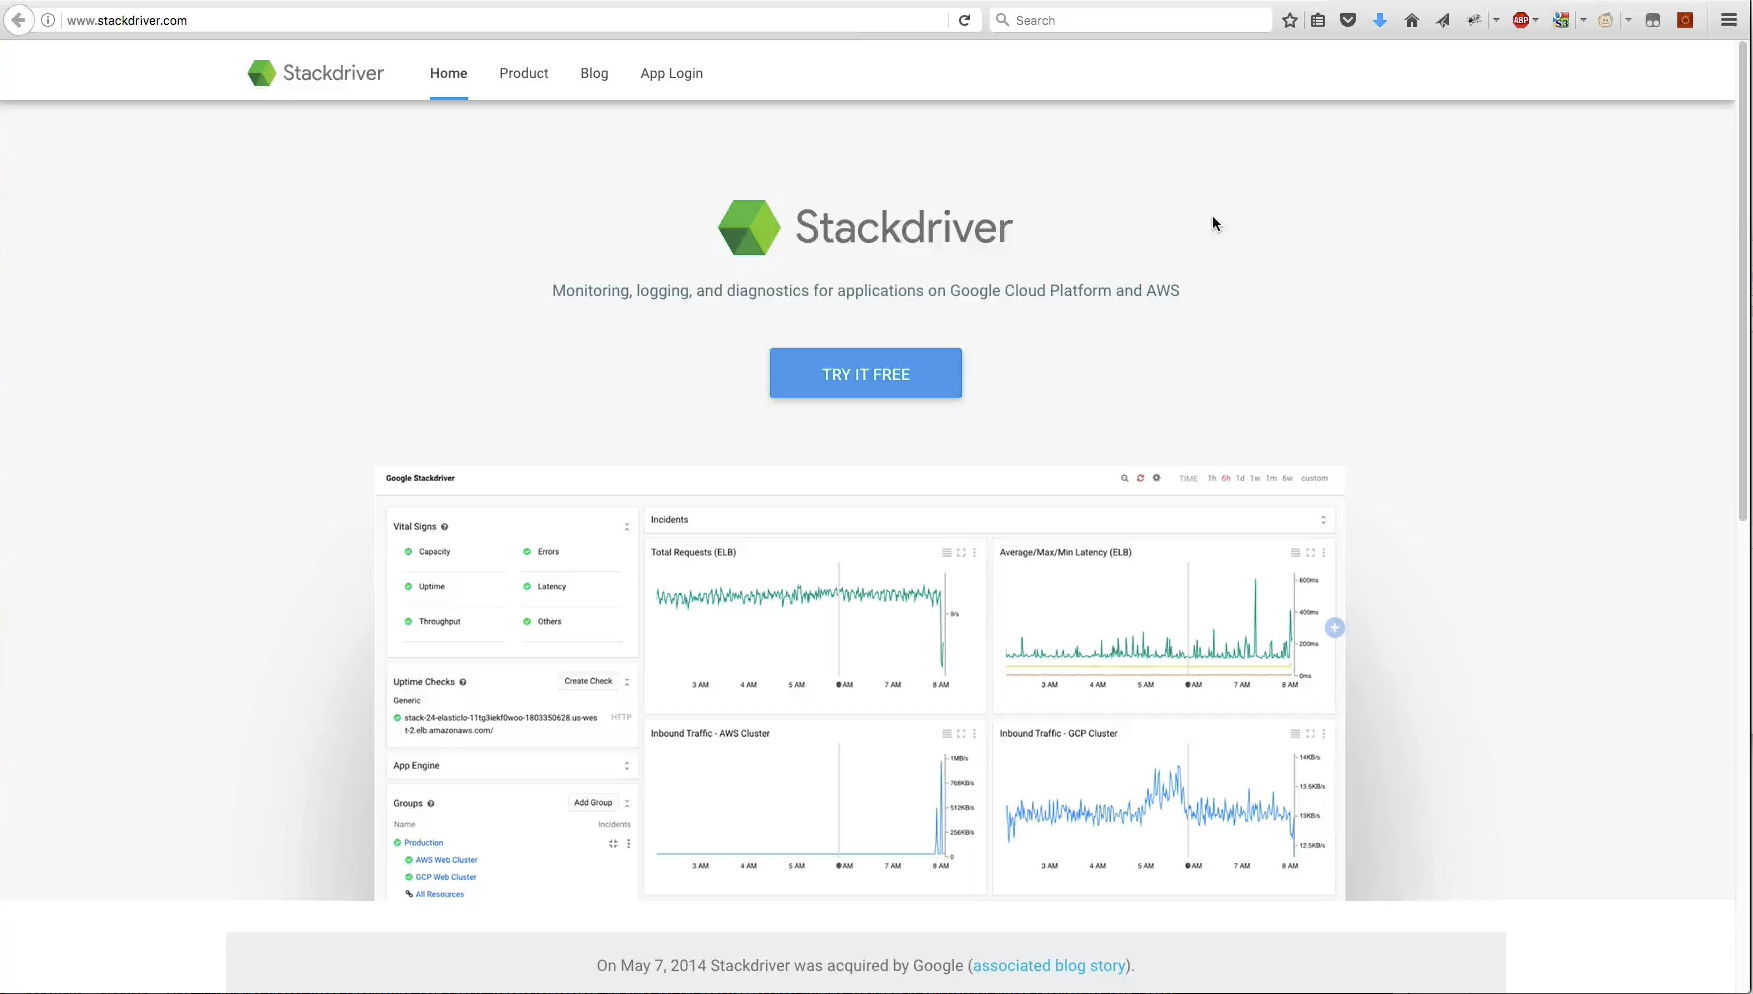 www.stackdriver.com
Search
ABP
Stackdriver
Home
Product
Blog
App Login
Stackdriver
Monitoring, logging, and diagnostics for applications on Google Cloud Platform and AWS
TRY IT FREE
Google Stackdriver
TIME 1h 6h 1d 1w 1m 6w custom
Vital Signs
Capacity
Errors
Uptime
Latency
Throughput
Others
Uptime Checks
Create Check
Generic
stack-24-elasticlo-11tg3iekf0woo-1803350628.us-wes
t-2.elb.amazonaws.com/
HTTP
App Engine
Groups
Add Group
Name
Incidents
Production
AWS Web Cluster
GCP Web Cluster
All Resources
Incidents
Total Requests (ELB)
3 AM 4 AM 5 AM AM 7 AM 8 AM
Average/Max/Min Latency (ELB)
600ms
400ms
200ms
0ms
3 AM 4 AM 5 AM AM 7 AM 8 AM
Inbound Traffic - AWS Cluster
1MB/s
768KB/s
512KB/s
256KB/s
0
3 AM 4 AM 5 AM AM 7 AM 8 AM
Inbound Traffic - GCP Cluster
14KB/s
13.5KB/s
13KB/s
12.5KB/s
3 AM 4 AM 5 AM AM 7 AM 8 AM
On May 7, 2014 Stackdriver was acquired by Google (associated blog story).